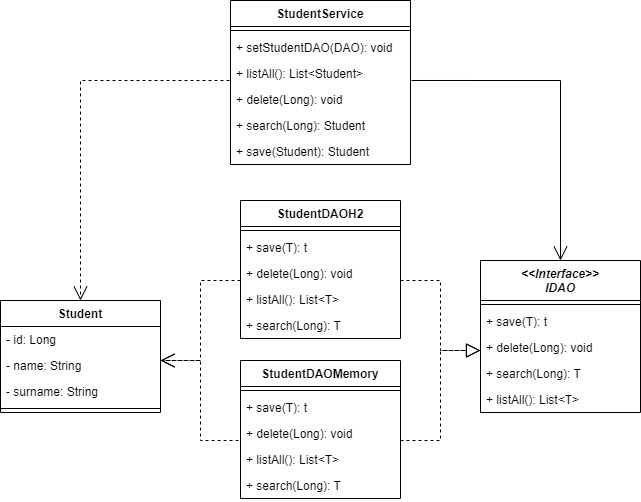 StudentService
+ setStudentDAO(DAO): void
+ listAll(): List<Student>
+ delete(Long): void
+ search(Long): Student
+ save(Student): Student
StudentDAOH2
+ save(T): t
+ delete(Long): void
+ listAll(): List<T>
+ search(Long): T
<<Interface>>
IDAO
+ save(T): t
+ delete(Long): void
+ search(Long): T
+ listAll(): List<T>
Student
- id: Long
- name: String
- surname: String
StudentDAOMemory
+ save(T): t
+ delete(Long): void
+ listAll(): List<T>
+ search(Long): T